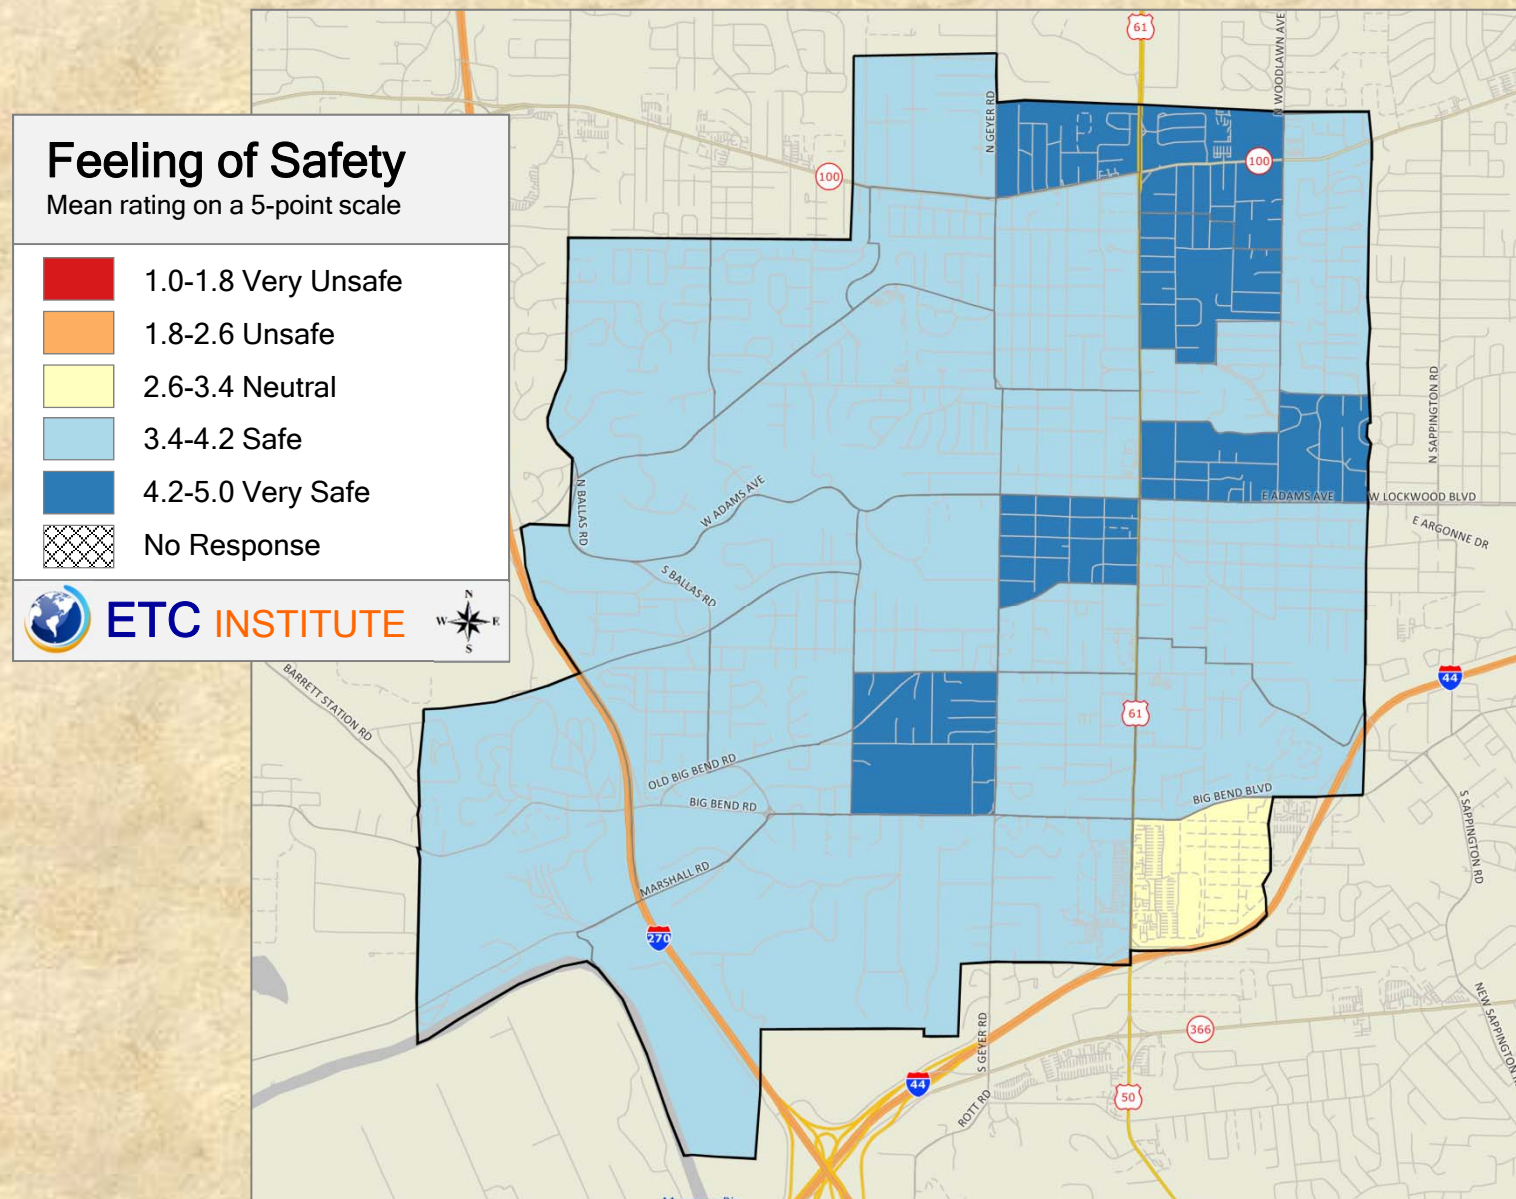 Feeling of Safety
Mean rating on a 5-point scale
1.0-1.8 Very Unsafe
1.8-2.6 Unsafe
2.6-3.4 Neutral
3.4-4.2 Safe
4.2-5.0 Very Safe
No Response
ETC INSTITUTE
N
W E
S
61
N WOODLAWN AVE
N GEYER RD
100
100
N SAPPINGTON RD
N BALLAS RD
W ADAMS AVE
E ADAMS AVE
W LOCKWOOD BLVD
E ARGONNE DR
S BALLAS RD
BARRETT STATION RD
44
61
OLD BIG BEND RD
BIG BEND RD
BIG BEND BLVD
S SAPPINGTON RD
MARSHALL RD
270
NEW SAPPINGTON
S GEYER RD
366
44
50
ROTT RD